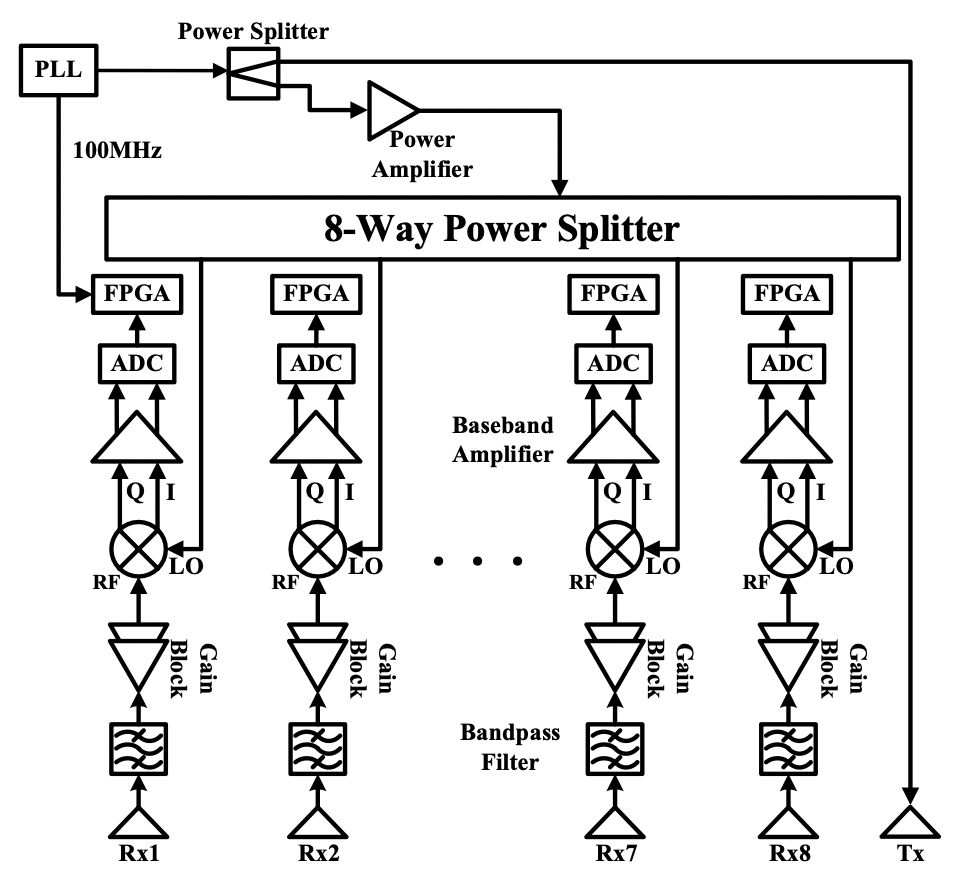 Power Splitter
PLL
100MHz
Power
Amplifier
8-Way Power Splitter
FPGA FPGA FPGA FPGA
ADC ADC ADC ADC
Baseband
Amplifier
Q I Q I Q I Q I
LO LO LO LO
RF RF RF RF
Gain
Block
Gain
Block
Gain
Block
Gain
Block
Bandpass
Filter
Rx1 Rx2 Rx7 Rx8 Tx